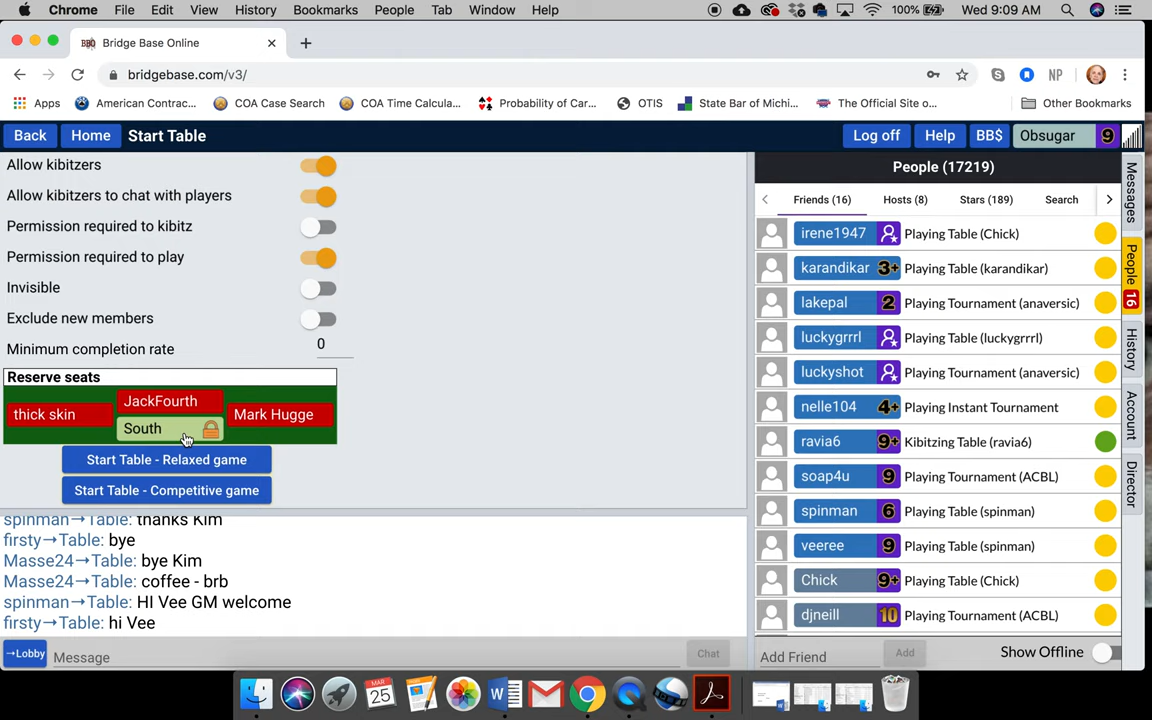 Chrome File Edit View History Bookmarks People Tab Window Help 100% Wed 9:09 AM
BBO Bridge Base Online
bridgebase.com/v3/ NP
Apps American Contrac... COA Case Search COA Time Calcula... Probability of Car... OTIS State Bar of Michi... The Official Site o... Other Bookmarks
Back Home Start Table Log off Help BB$ Obsugar 9
Allow kibitzers
Allow kibitzers to chat with players
Permission required to kibitz
Permission required to play
Invisible
Exclude new members
Minimum completion rate 0
Reserve seats
JackFourth
thick skin Mark Hugge
South
Start Table - Relaxed game
Start Table - Competitive game
spinman→Table: thanks Kim
firsty→Table: bye
Masse24→Table: bye Kim
Masse24→Table: coffee - brb
spinman→Table: HI Vee GM welcome
firsty→Table: hi Vee
→Lobby Message Chat
People (17219)
Friends (16) Hosts (8) Stars (189) Search
irene1947 Playing Table (Chick)
karandikar 3+ Playing Table (karandikar)
lakepal 2 Playing Tournament (anaversic)
luckygrrrl Playing Table (luckygrrrl)
luckyshot Playing Tournament (anaversic)
nelle104 4+ Playing Instant Tournament
ravia6 9+ Kibitzing Table (ravia6)
soap4u 9 Playing Tournament (ACBL)
spinman 6 Playing Table (spinman)
veeree 9 Playing Table (spinman)
Chick 9+ Playing Table (Chick)
djneill 10 Playing Tournament (ACBL)
Add Friend Add Show Offline
Messages
People 16
History
Account
Director
MAR
25
W